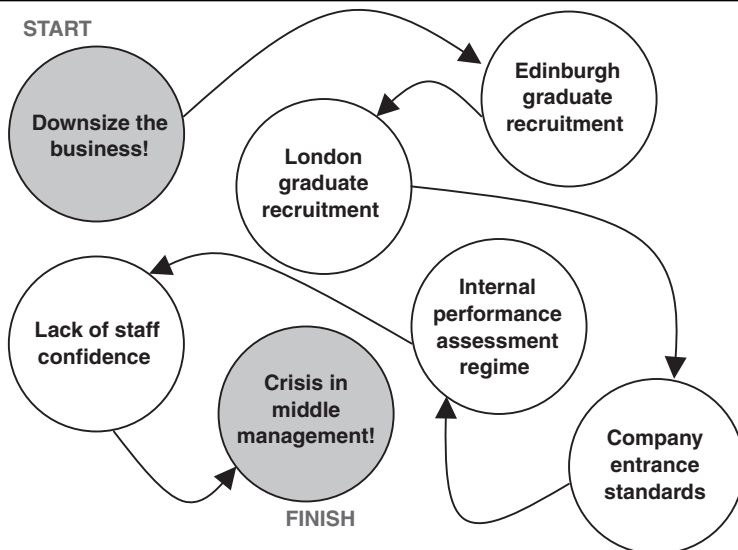 START
Downsize the
business!
Edinburgh
graduate
recruitment
London
graduate
recruitment
Company
entrance
standards
Internal
performance
assessment
regime
Lack of staff
confidence
Crisis in
middle
management!
FINISH